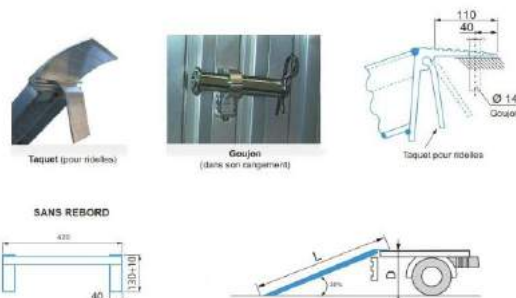 110
40
Ø 14
Goujon
Taquet pour ridelles
Taquet (pour ridelles)
Goujon
(dans son rangement)
SANS REBORD
420
130+10
40
L
30%
D